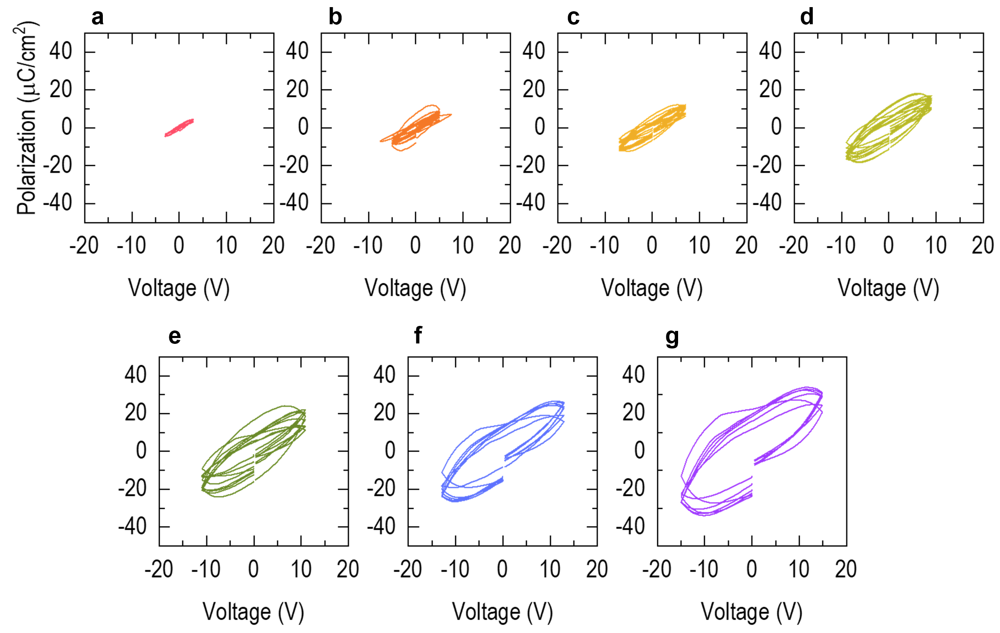 a b c d
Polarization (μC/cm²)
40 40 40 40
20 20 20 20
0 0 0 0
-20 -20 -20 -20
-40 -40 -40 -40
-20 -10 0 10 20 -20 -10 0 10 20 -20 -10 0 10 20 -20 -10 0 10 20
Voltage (V) Voltage (V) Voltage (V) Voltage (V)
e f g
40 40 40
20 20 20
0 0 0
-20 -20 -20
-40 -40 -40
-20 -10 0 10 20 -20 -10 0 10 20 -20 -10 0 10 20
Voltage (V) Voltage (V) Voltage (V)